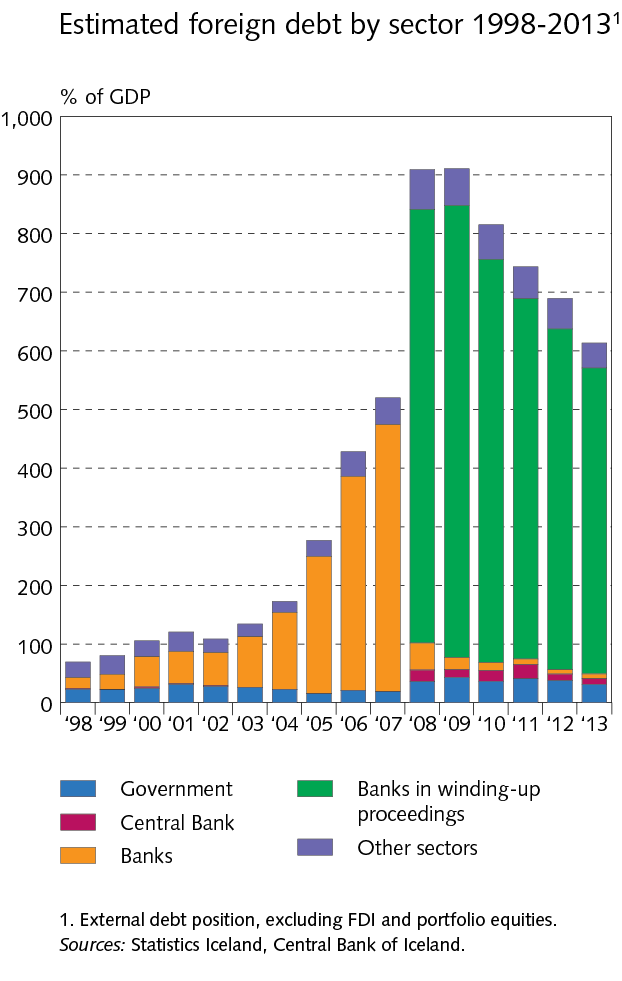 Estimated foreign debt by sector 1998-2013¹
% of GDP
1,000
900
800
700
600
500
400
300
200
100
0
‘98 ‘99 ‘00 ‘01 ‘02 ‘03 ‘04 ‘05 ‘06 ‘07 ‘08 ‘09 ‘10 ‘11 ‘12 ‘13
Government
Central Bank
Banks
Banks in winding-up
proceedings
Other sectors
1. External debt position, excluding FDI and portfolio equities.
Sources: Statistics Iceland, Central Bank of Iceland.